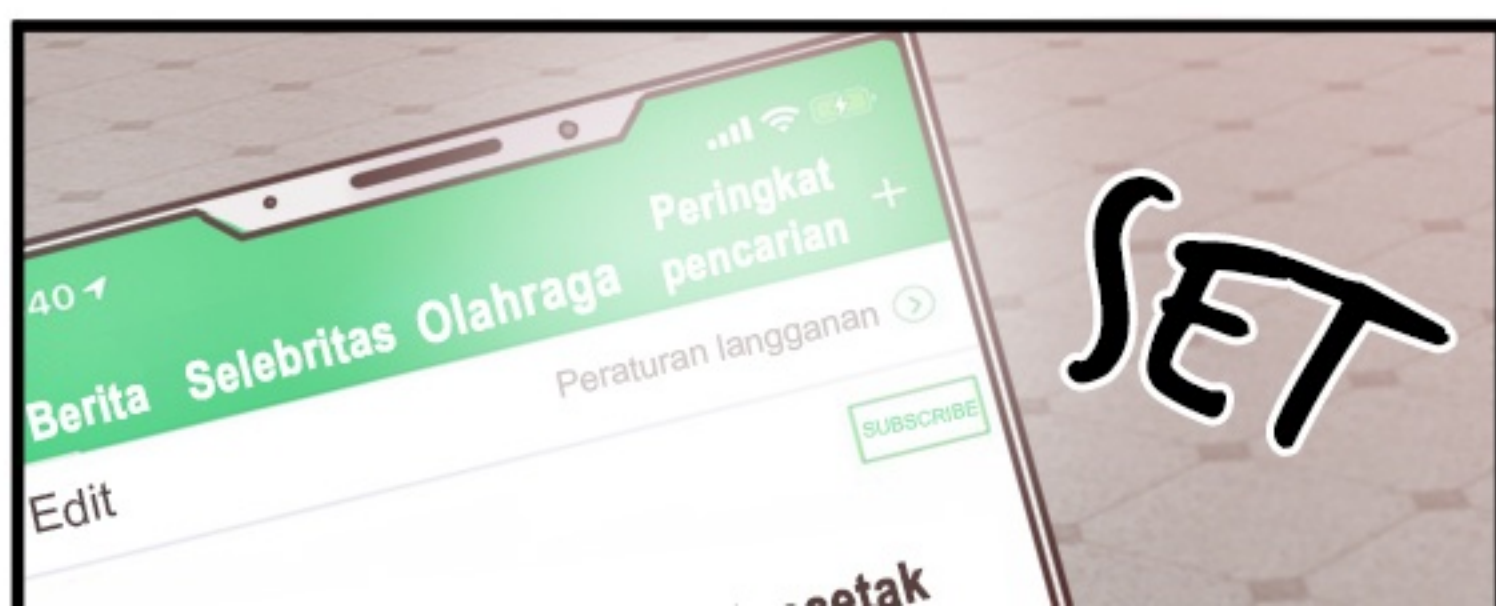 40
Peringkat
pencarian +
Berita Selebritas Olahraga
Peraturan langganan
SUBSCRIBE
Edit
SET